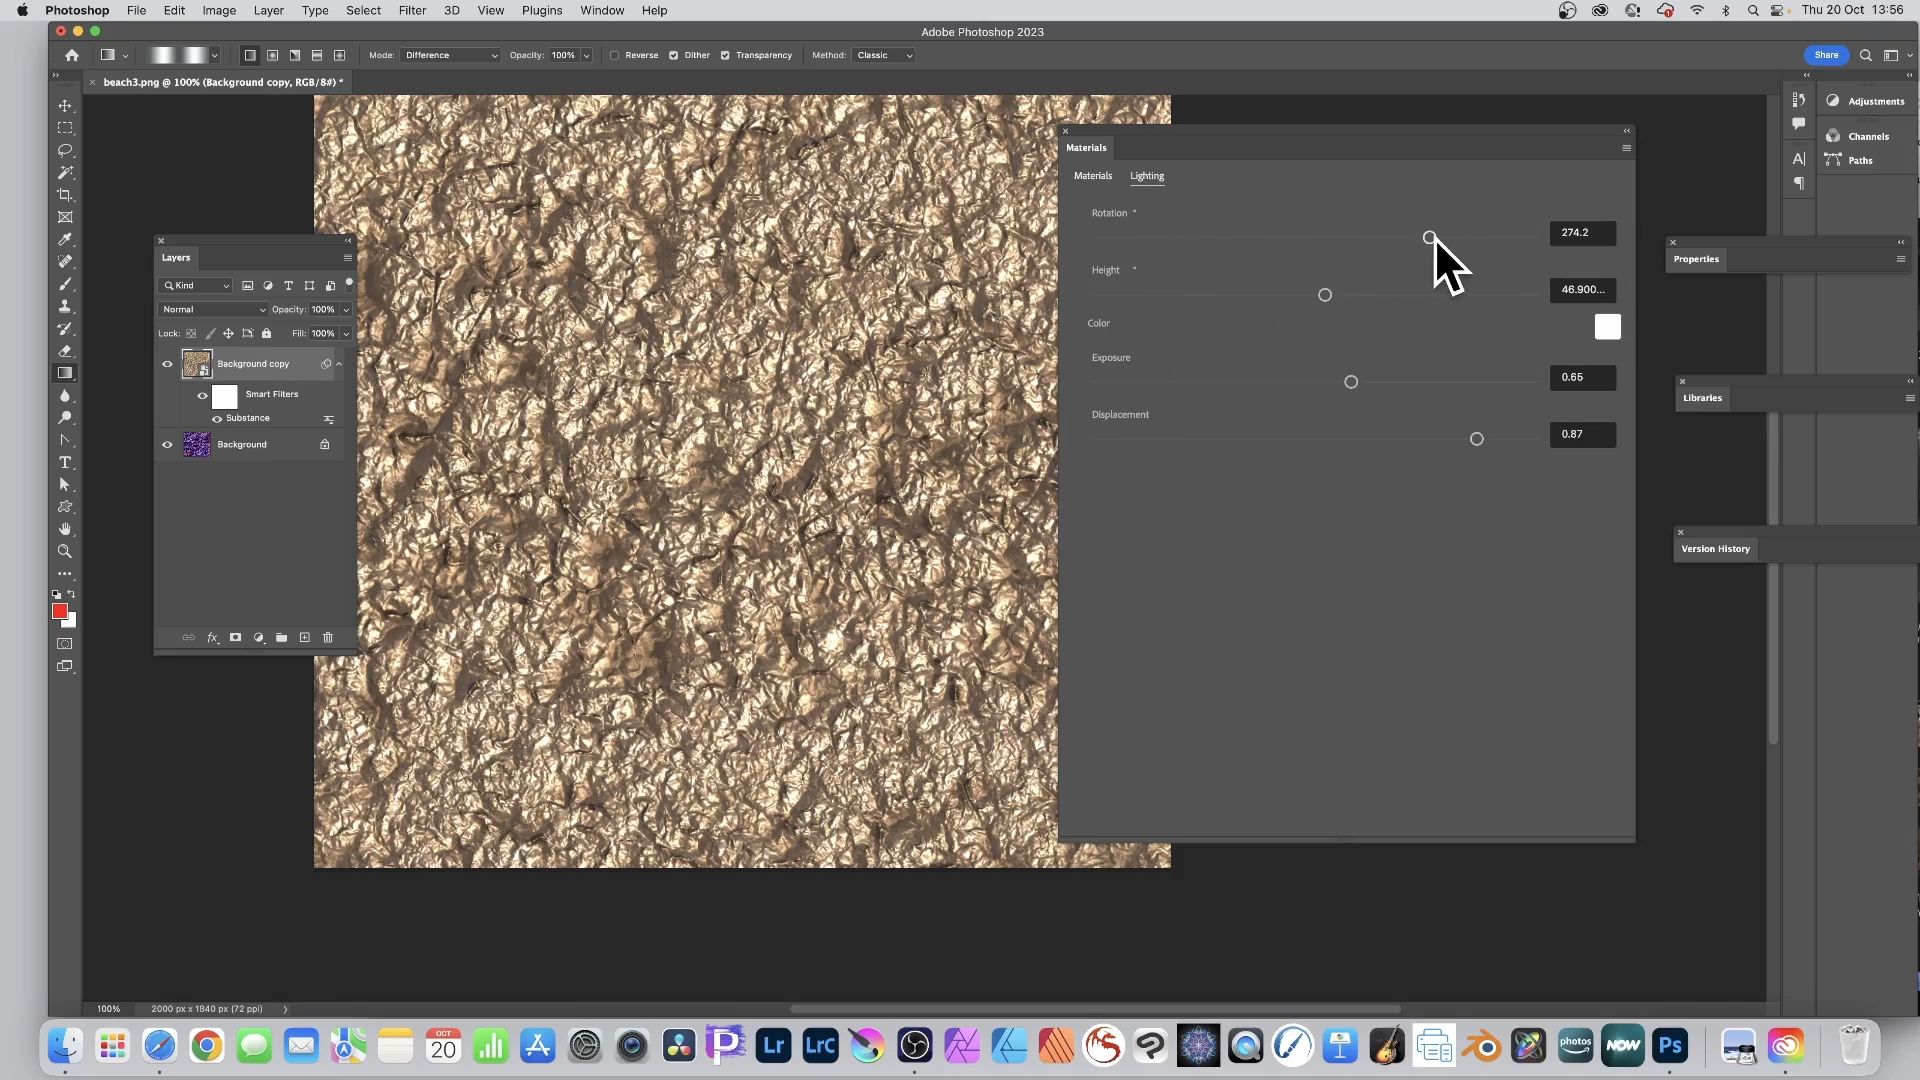 Photoshop File Edit Image Layer Type Select Filter 3D View Plugins Window Help Thu 20 Oct 13:56
Adobe Photoshop 2023
Mode: Difference Opacity: 100% Reverse Dither Transparency Method: Classic Share
beach3.png @ 100% (Background copy, RGB/8#) *
Adjustments
Channels
Paths
Materials
Materials Lighting
Rotation °
274.2
Height °
46.900...
Color
Exposure
0.65
Displacement
0.87
Layers
Kind
Normal Opacity: 100%
Lock: Fill: 100%
Background copy
Smart Filters
Substance
Background
fx
Properties
Libraries
Version History
100% 2000 px x 1840 px (72 ppi)
OCT
20
Lr
LrC
photos
NOW
Ps